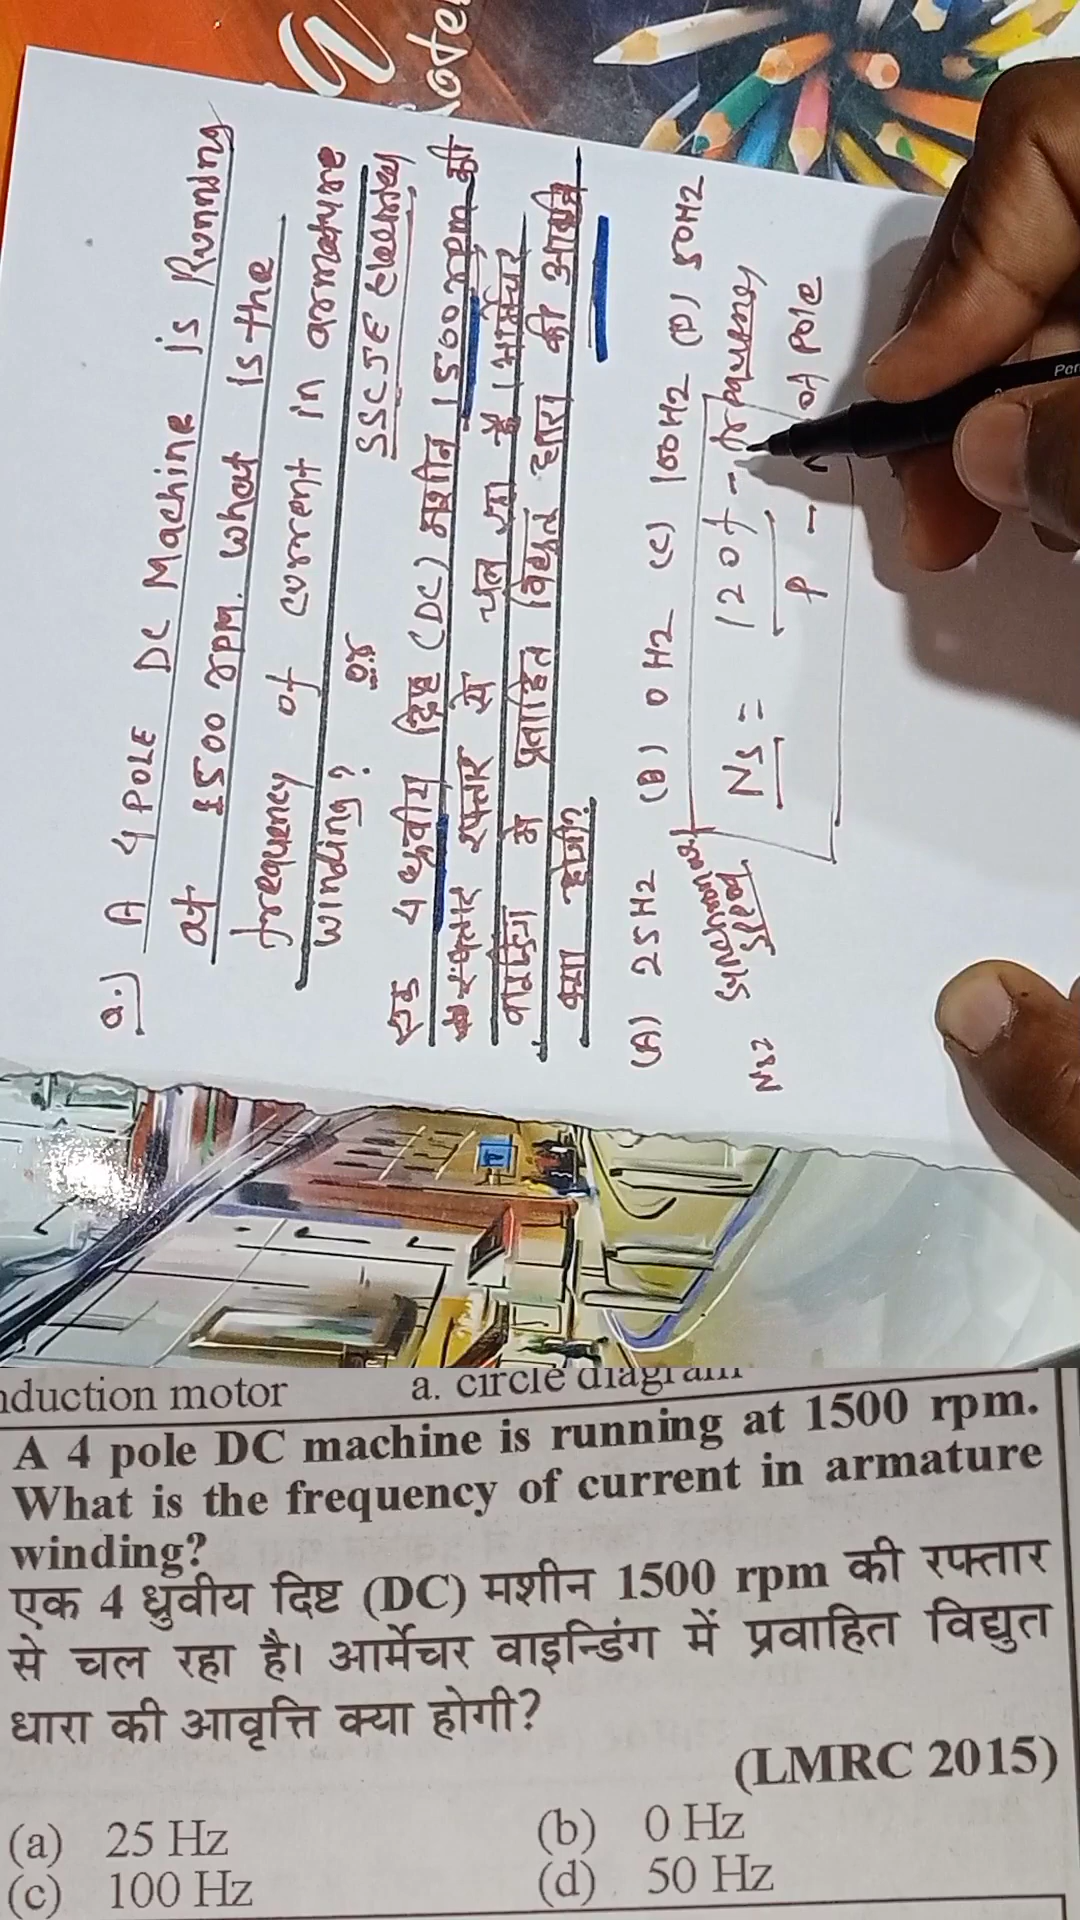 Q.) A 4 POLE DC Machine is Running
at 1500 rpm. what is the
frequency of current in armature
winding?
or
SSC JE electrical
एक 4 ध्रुवीय दिष्ट (DC) मशीन 1500 rpm की
रफ्तार से चल रहा है। आर्मेचर
वाइंडिंग में प्रवाहित विद्युत धारा की आवृत्ति
क्या होगी?
(A) 25 Hz (B) 0 Hz (C) 100 Hz (D) 50 Hz
Ns = 120f → frequency
P → of Pole
nduction motor a. circle diagram
A 4 pole DC machine is running at 1500 rpm.
What is the frequency of current in armature
winding?
एक 4 ध्रुवीय दिष्ट (DC) मशीन 1500 rpm की रफ्तार
से चल रहा है। आर्मेचर वाइन्डिंग में प्रवाहित विद्युत
धारा की आवृत्ति क्या होगी?
(LMRC 2015)
(a) 25 Hz (b) 0 Hz
(c) 100 Hz (d) 50 Hz